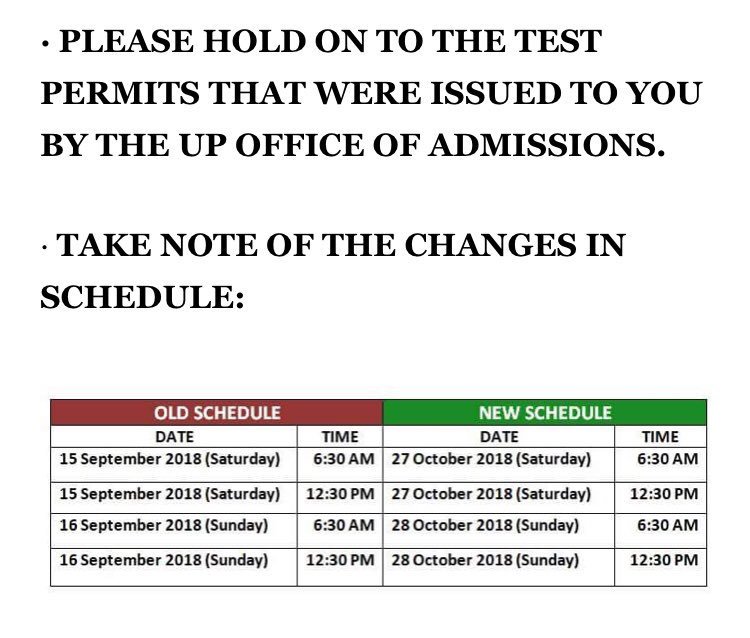 · PLEASE HOLD ON TO THE TEST
PERMITS THAT WERE ISSUED TO YOU
BY THE UP OFFICE OF ADMISSIONS.
· TAKE NOTE OF THE CHANGES IN
SCHEDULE:
OLD SCHEDULE NEW SCHEDULE
DATE TIME DATE TIME
15 September 2018 (Saturday) 6:30 AM 27 October 2018 (Saturday) 6:30 AM
15 September 2018 (Saturday) 12:30 PM 27 October 2018 (Saturday) 12:30 PM
16 September 2018 (Sunday) 6:30 AM 28 October 2018 (Sunday) 6:30 AM
16 September 2018 (Sunday) 12:30 PM 28 October 2018 (Sunday) 12:30 PM